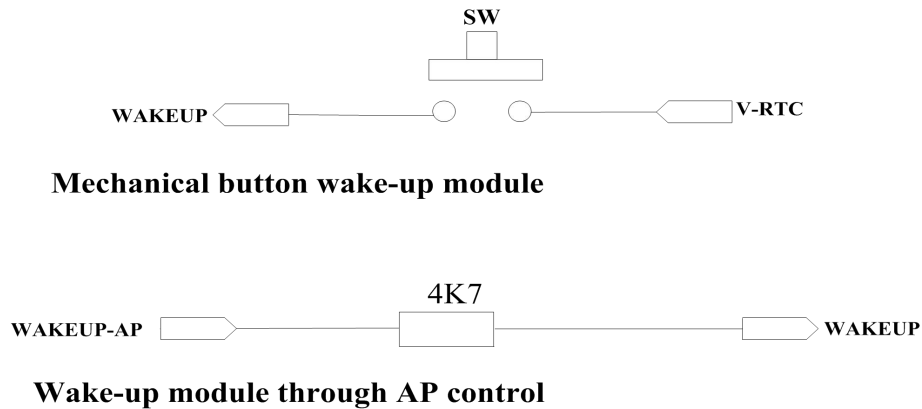 SW
WAKEUP V-RTC
Mechanical button wake-up module
4K7
WAKEUP-AP WAKEUP
Wake-up module through AP control